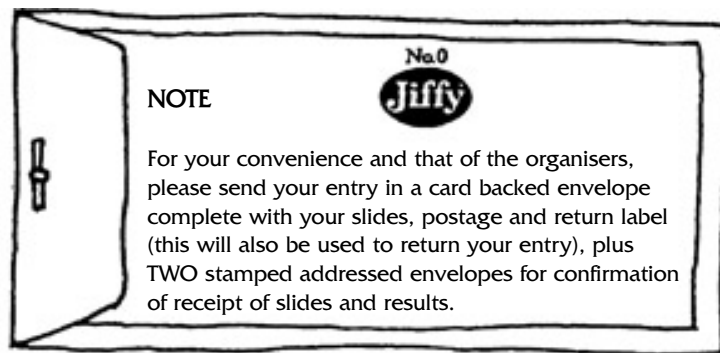 No.0
Jiffy
NOTE
For your convenience and that of the organisers,
please send your entry in a card backed envelope
complete with your slides, postage and return label
(this will also be used to return your entry), plus
TWO stamped addressed envelopes for confirmation
of receipt of slides and results.